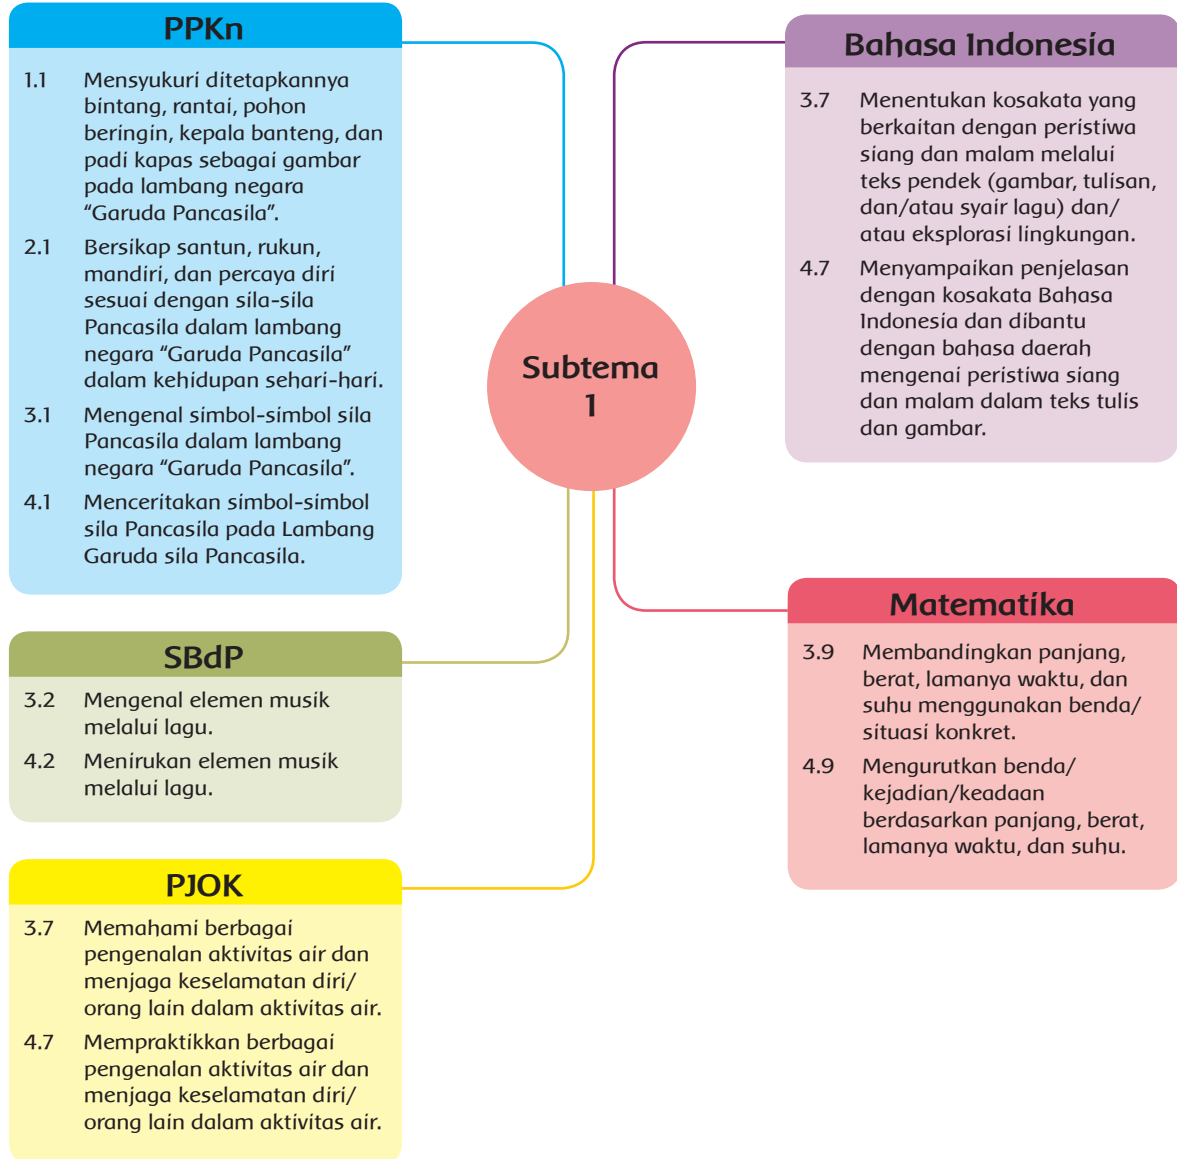 PPKn
1.1 Mensyukuri ditetapkannya
bintang, rantai, pohon
beringin, kepala banteng, dan
padi kapas sebagai gambar
pada lambang negara
“Garuda Pancasila”.
2.1 Bersikap santun, rukun,
mandiri, dan percaya diri
sesuai dengan sila-sila
Pancasila dalam lambang
negara “Garuda Pancasila”
dalam kehidupan sehari-hari.
3.1 Mengenal simbol-simbol sila
Pancasila dalam lambang
negara “Garuda Pancasila”.
4.1 Menceritakan simbol-simbol
sila Pancasila pada Lambang
Garuda sila Pancasila.
SBdP
3.2 Mengenal elemen musik
melalui lagu.
4.2 Menirukan elemen musik
melalui lagu.
PJOK
3.7 Memahami berbagai
pengenalan aktivitas air dan
menjaga keselamatan diri/
orang lain dalam aktivitas air.
4.7 Mempraktikkan berbagai
pengenalan aktivitas air dan
menjaga keselamatan diri/
orang lain dalam aktivitas air.
Subtema
1
Bahasa Indonesia
3.7 Menentukan kosakata yang
berkaitan dengan peristiwa
siang dan malam melalui
teks pendek (gambar, tulisan,
dan/atau syair lagu) dan/
atau eksplorasi lingkungan.
4.7 Menyampaikan penjelasan
dengan kosakata Bahasa
Indonesia dan dibantu
dengan bahasa daerah
mengenai peristiwa siang
dan malam dalam teks tulis
dan gambar.
Matematika
3.9 Membandingkan panjang,
berat, lamanya waktu, dan
suhu menggunakan benda/
situasi konkret.
4.9 Mengurutkan benda/
kejadian/keadaan
berdasarkan panjang, berat,
lamanya waktu, dan suhu.